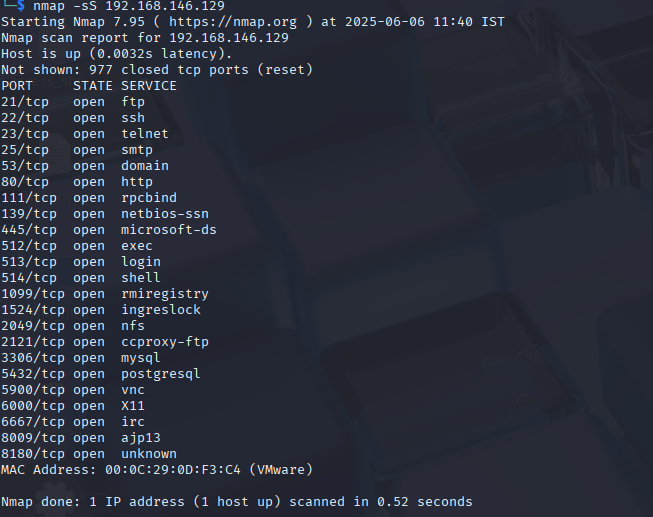 └─$ nmap -sS 192.168.146.129
Starting Nmap 7.95 ( https://nmap.org ) at 2025-06-06 11:40 IST
Nmap scan report for 192.168.146.129
Host is up (0.0032s latency).
Not shown: 977 closed tcp ports (reset)
PORT     STATE SERVICE
21/tcp   open  ftp
22/tcp   open  ssh
23/tcp   open  telnet
25/tcp   open  smtp
53/tcp   open  domain
80/tcp   open  http
111/tcp  open  rpcbind
139/tcp  open  netbios-ssn
445/tcp  open  microsoft-ds
512/tcp  open  exec
513/tcp  open  login
514/tcp  open  shell
1099/tcp open  rmiregistry
1524/tcp open  ingreslock
2049/tcp open  nfs
2121/tcp open  ccproxy-ftp
3306/tcp open  mysql
5432/tcp open  postgresql
5900/tcp open  vnc
6000/tcp open  X11
6667/tcp open  irc
8009/tcp open  ajp13
8180/tcp open  unknown
MAC Address: 00:0C:29:0D:F3:C4 (VMware)
Nmap done: 1 IP address (1 host up) scanned in 0.52 seconds